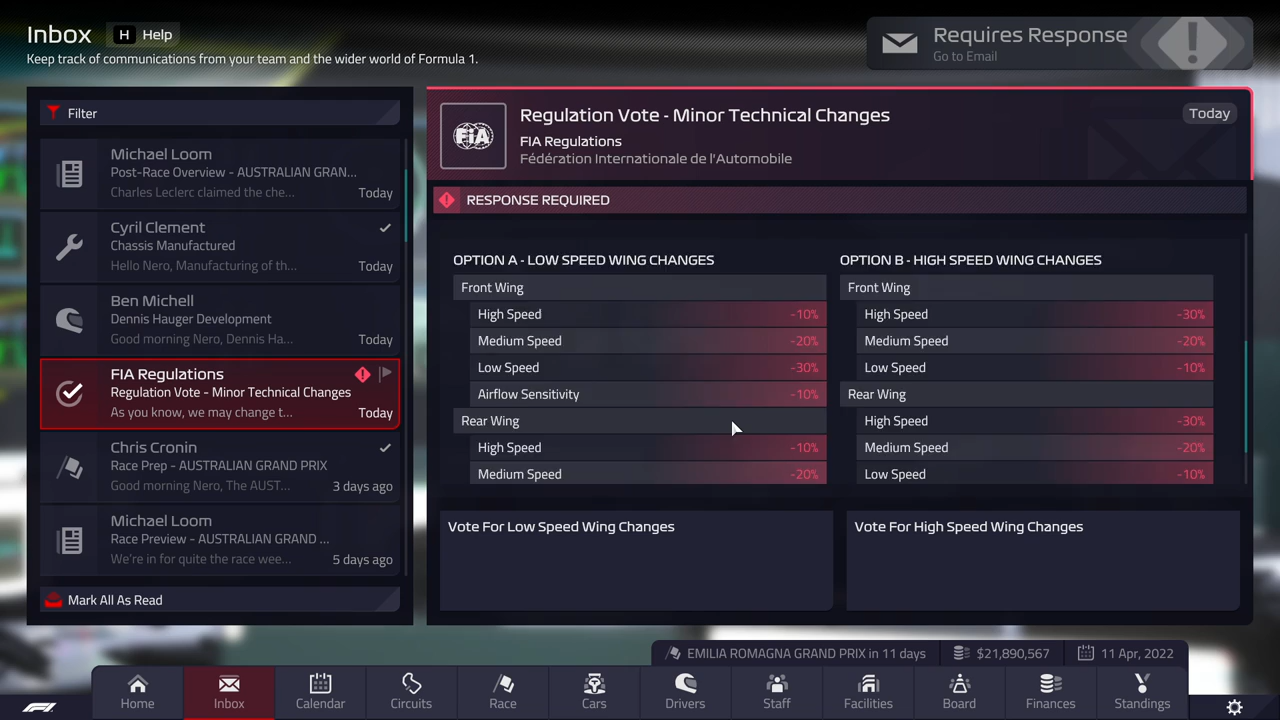 Inbox
H Help
Keep track of communications from your team and the wider world of Formula 1.
Requires Response
Go to Email
Filter
Michael Loom
Post-Race Overview - AUSTRALIAN GRAN...
Charles Leclerc claimed the che...
Today
Cyril Clement
Chassis Manufactured
Hello Nero, Manufacturing of th...
Today
Ben Michell
Dennis Hauger Development
Good morning Nero, Dennis Ha...
Today
FIA Regulations
Regulation Vote - Minor Technical Changes
As you know, we may change t...
Today
Chris Cronin
Race Prep - AUSTRALIAN GRAND PRIX
Good morning Nero, The AUST...
3 days ago
Michael Loom
Race Preview - AUSTRALIAN GRAND ...
We're in for quite the race wee...
5 days ago
Mark All As Read
FIA
Regulation Vote - Minor Technical Changes
Today
FIA Regulations
Fédération Internationale de l'Automobile
RESPONSE REQUIRED
OPTION A - LOW SPEED WING CHANGES
Front Wing
High Speed -10%
Medium Speed -20%
Low Speed -30%
Airflow Sensitivity -10%
Rear Wing
High Speed -10%
Medium Speed -20%
OPTION B - HIGH SPEED WING CHANGES
Front Wing
High Speed -30%
Medium Speed -20%
Low Speed -10%
Rear Wing
High Speed -30%
Medium Speed -20%
Low Speed -10%
Vote For Low Speed Wing Changes
Vote For High Speed Wing Changes
EMILIA ROMAGNA GRAND PRIX in 11 days
$21,890,567
11 Apr, 2022
Home
Inbox
Calendar
Circuits
Race
Cars
Drivers
Staff
Facilities
Board
Finances
Standings